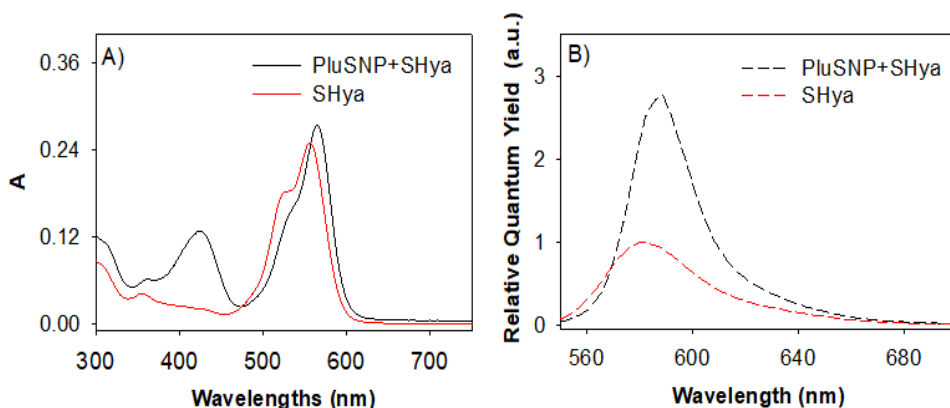 A)
PluSNP+SHya
SHya
0.36
0.24
0.12
0.00
A
300 400 500 600 700
Wavelengths (nm)
B)
PluSNP+SHya
SHya
3
2
1
0
Relative Quantum Yield (a.u.)
560 600 640 680
Wavelength (nm)